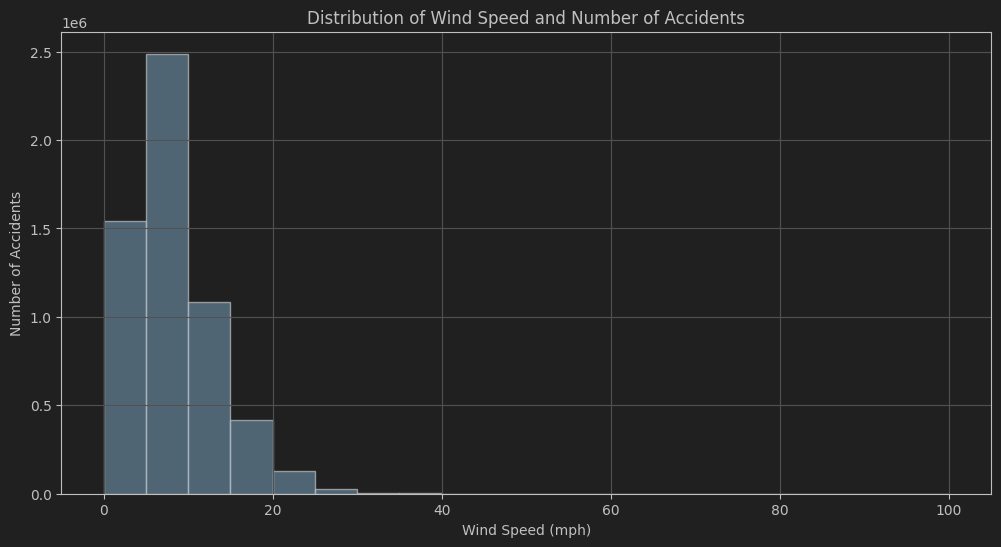 Distribution of Wind Speed and Number of Accidents
1e6
2.5
2.0
1.5
1.0
0.5
0.0
Number of Accidents
0 20 40 60 80 100
Wind Speed (mph)